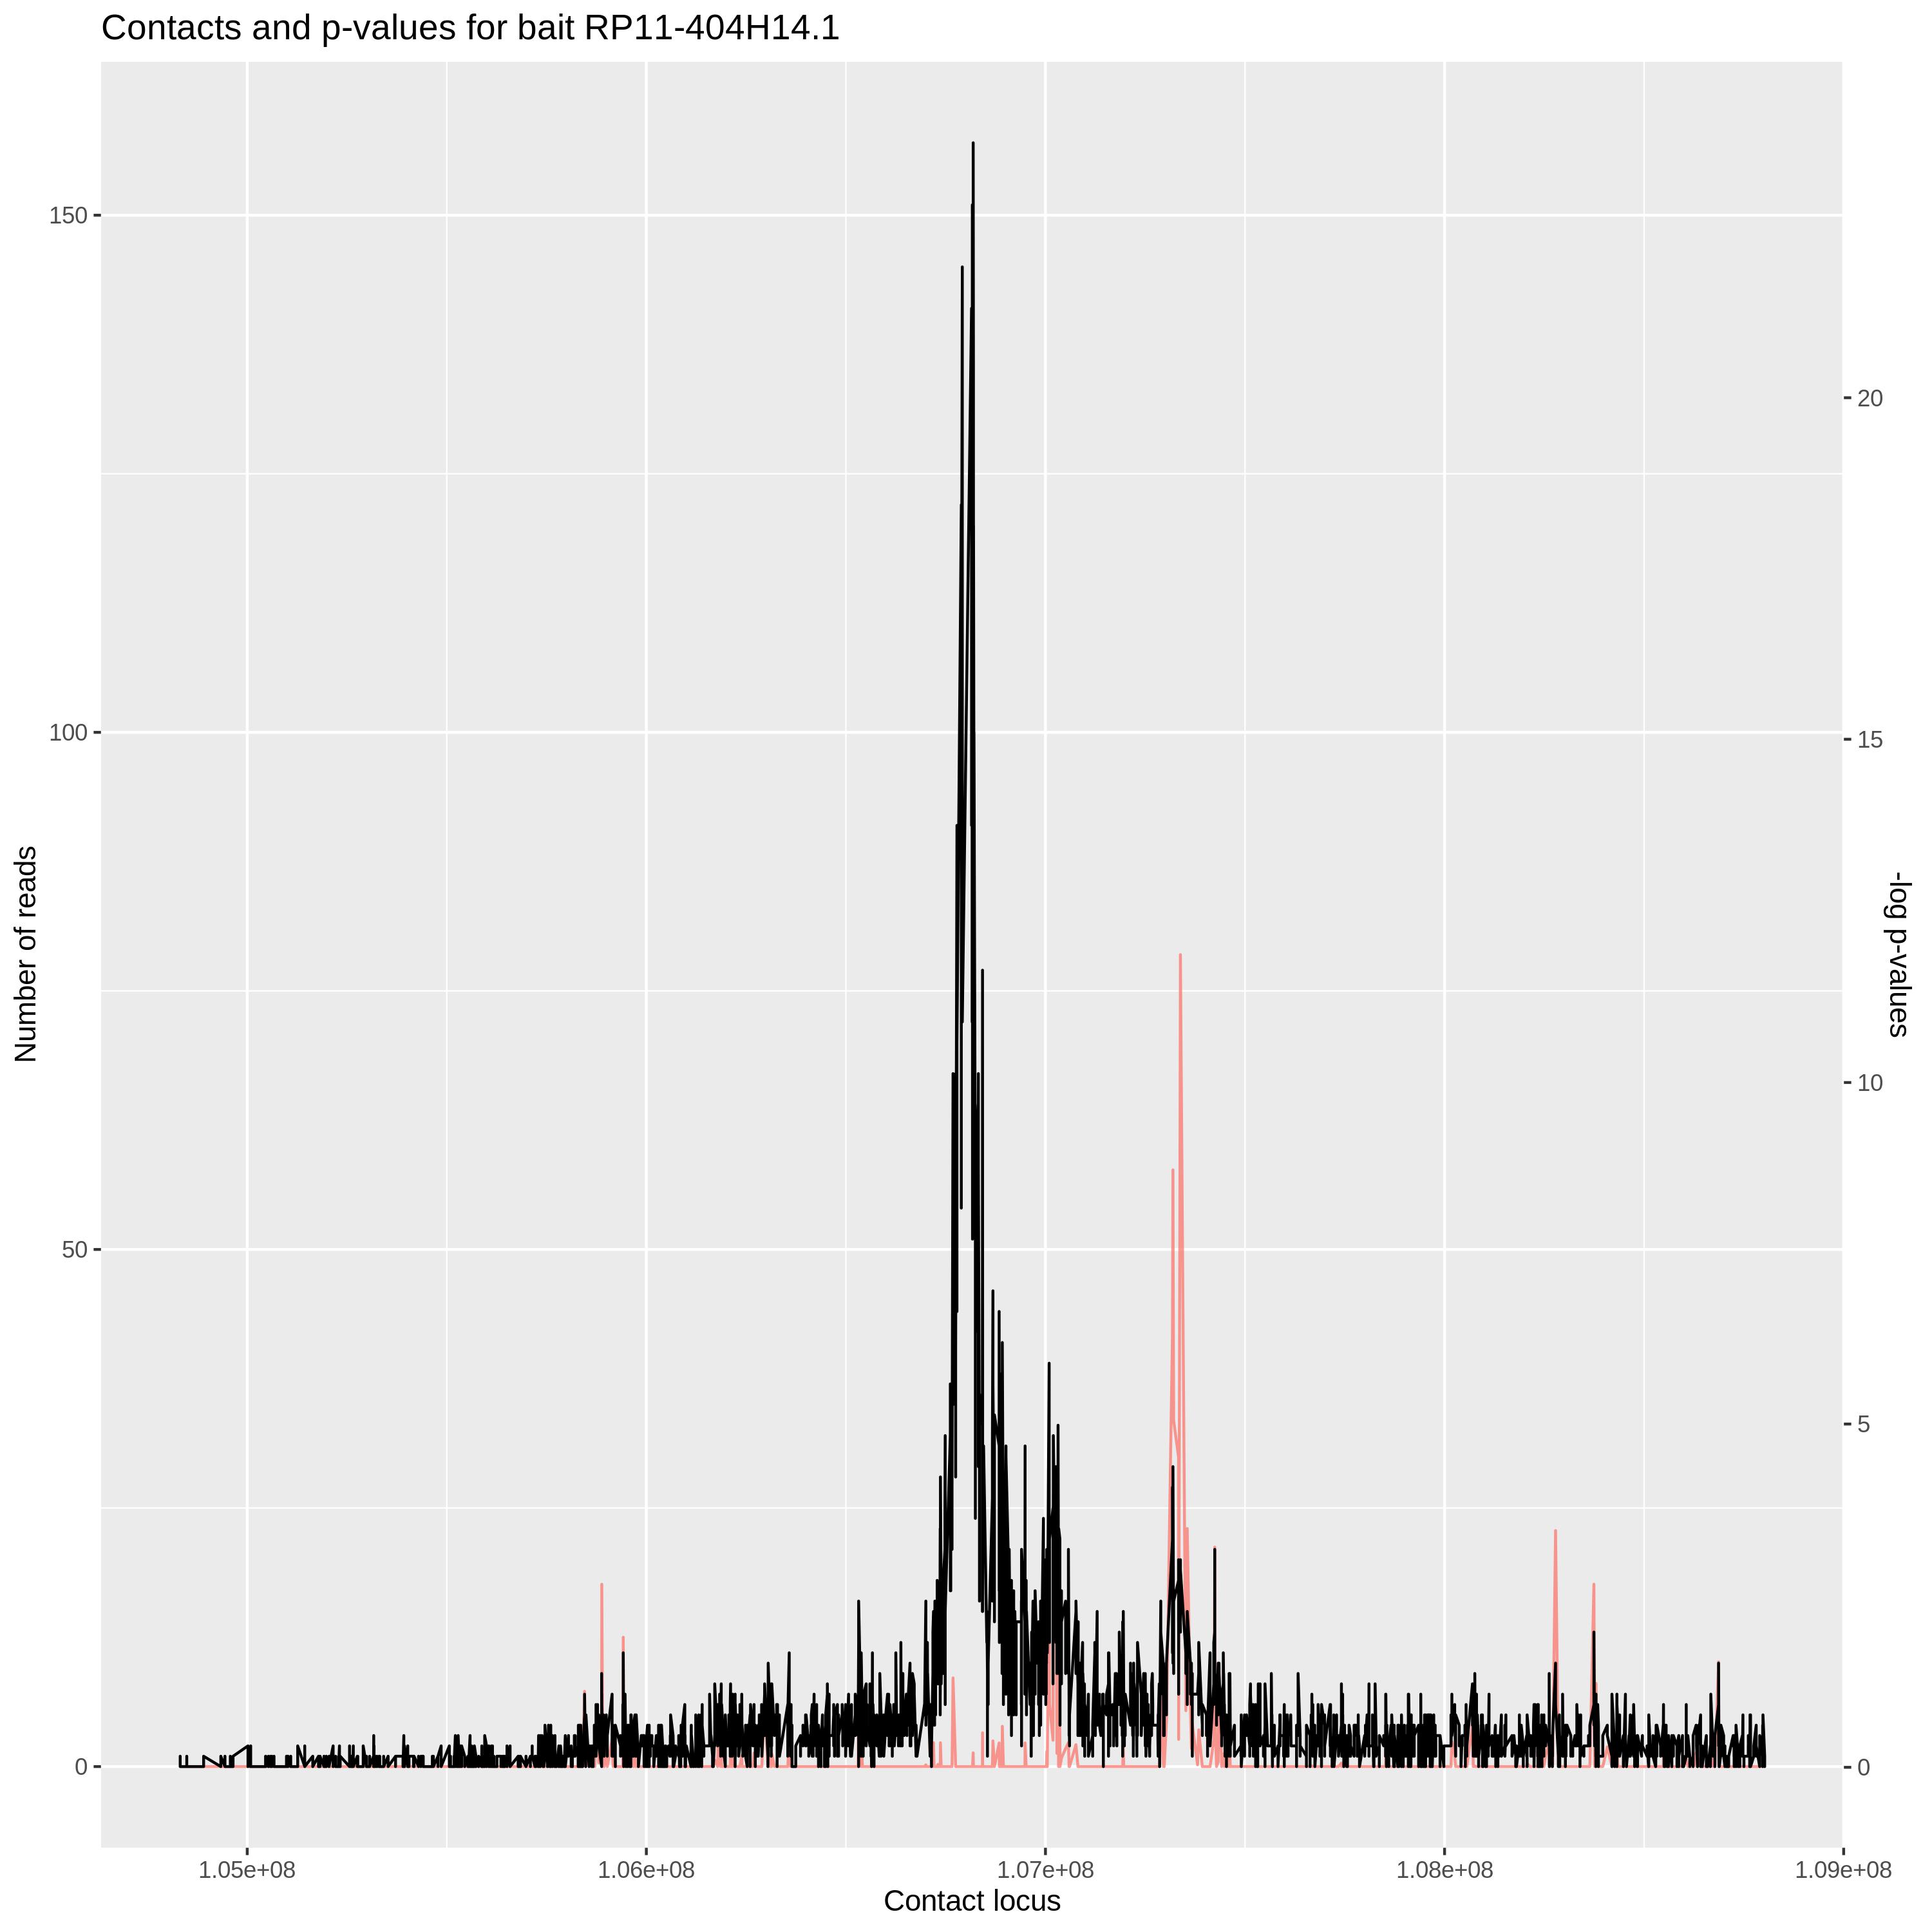 Contacts and p-values for bait RP11-404H14.1
150
100
50
0
Number of reads
20
15
10
5
0
-log p-values
1.05e+08
1.06e+08
1.07e+08
1.08e+08
1.09e+08
Contact locus